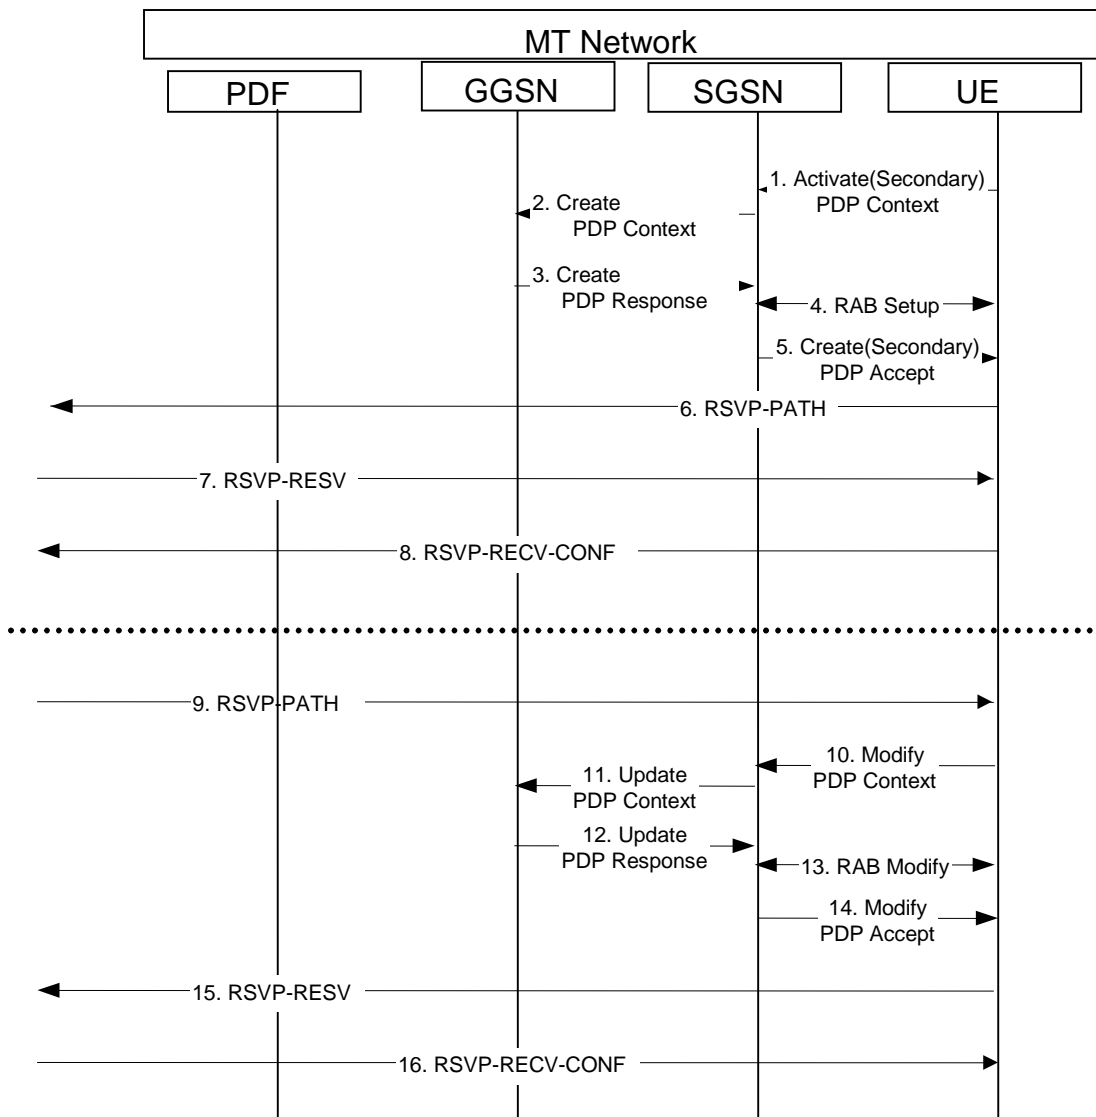 MT Network
PDF
GGSN
SGSN
UE
1. Activate(Secondary)
PDP Context
2. Create
PDP Context
3. Create
PDP Response
4. RAB Setup
5. Create(Secondary)
PDP Accept
6. RSVP-PATH
7. RSVP-RESV
8. RSVP-RECV-CONF
9. RSVP-PATH
10. Modify
PDP Context
11. Update
PDP Context
12. Update
PDP Response
13. RAB Modify
14. Modify
PDP Accept
15. RSVP-RESV
16. RSVP-RECV-CONF